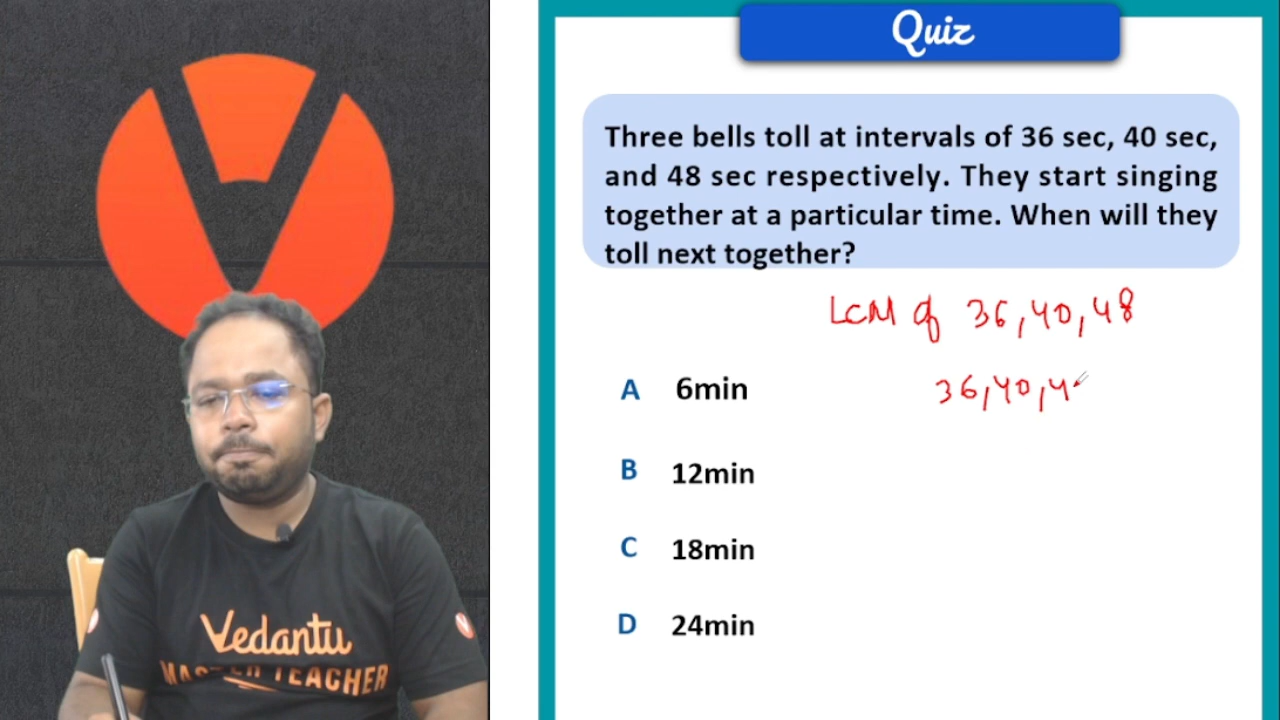 Quiz
Three bells toll at intervals of 36 sec, 40 sec,
and 48 sec respectively. They start singing
together at a particular time. When will they
toll next together?
LCM of 36,40,48
A 6min
36,40,4
B 12min
C 18min
D 24min
Vedantu
MASTER TEACHER